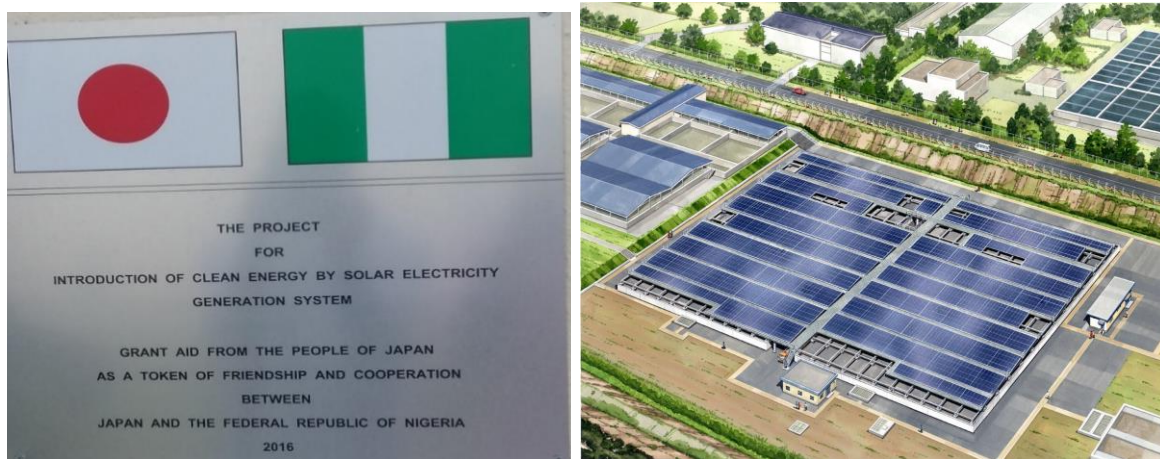 THE PROJECT
FOR
INTRODUCTION OF CLEAN ENERGY BY SOLAR ELECTRICITY
GENERATION SYSTEM
GRANT AID FROM THE PEOPLE OF JAPAN
AS A TOKEN OF FRIENDSHIP AND COOPERATION
BETWEEN
JAPAN AND THE FEDERAL REPUBLIC OF NIGERIA
2016